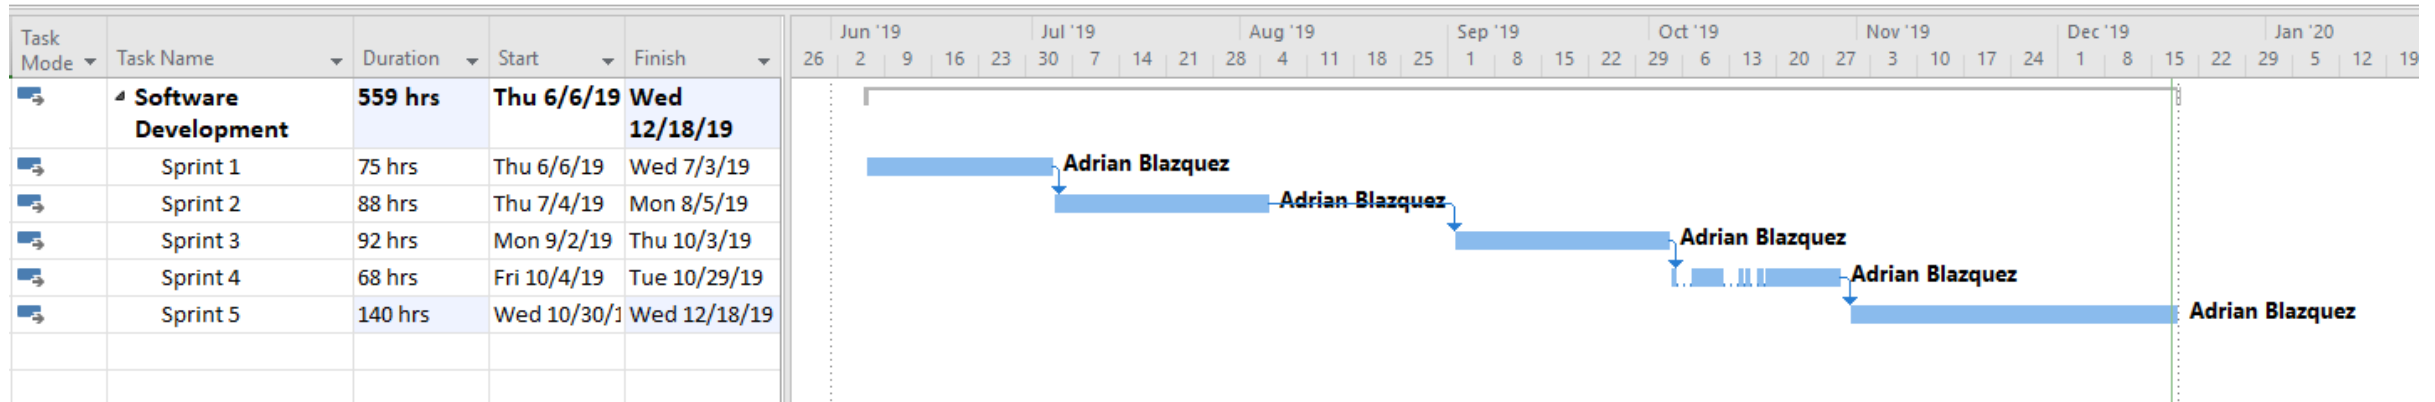 Task Mode Task Name Duration Start Finish
Jun '19 Jul '19 Aug '19 Sep '19 Oct '19 Nov '19 Dec '19 Jan '20
26 2 9 16 23 30 7 14 21 28 4 11 18 25 1 8 15 22 29 6 13 20 27 3 10 17 24 1 8 15 22 29 5 12 19
Software Development 559 hrs Thu 6/6/19 Wed 12/18/19
Sprint 1 75 hrs Thu 6/6/19 Wed 7/3/19 Adrian Blazquez
Sprint 2 88 hrs Thu 7/4/19 Mon 8/5/19 Adrian Blazquez
Sprint 3 92 hrs Mon 9/2/19 Thu 10/3/19 Adrian Blazquez
Sprint 4 68 hrs Fri 10/4/19 Tue 10/29/19 Adrian Blazquez
Sprint 5 140 hrs Wed 10/30/1 Wed 12/18/19 Adrian Blazquez